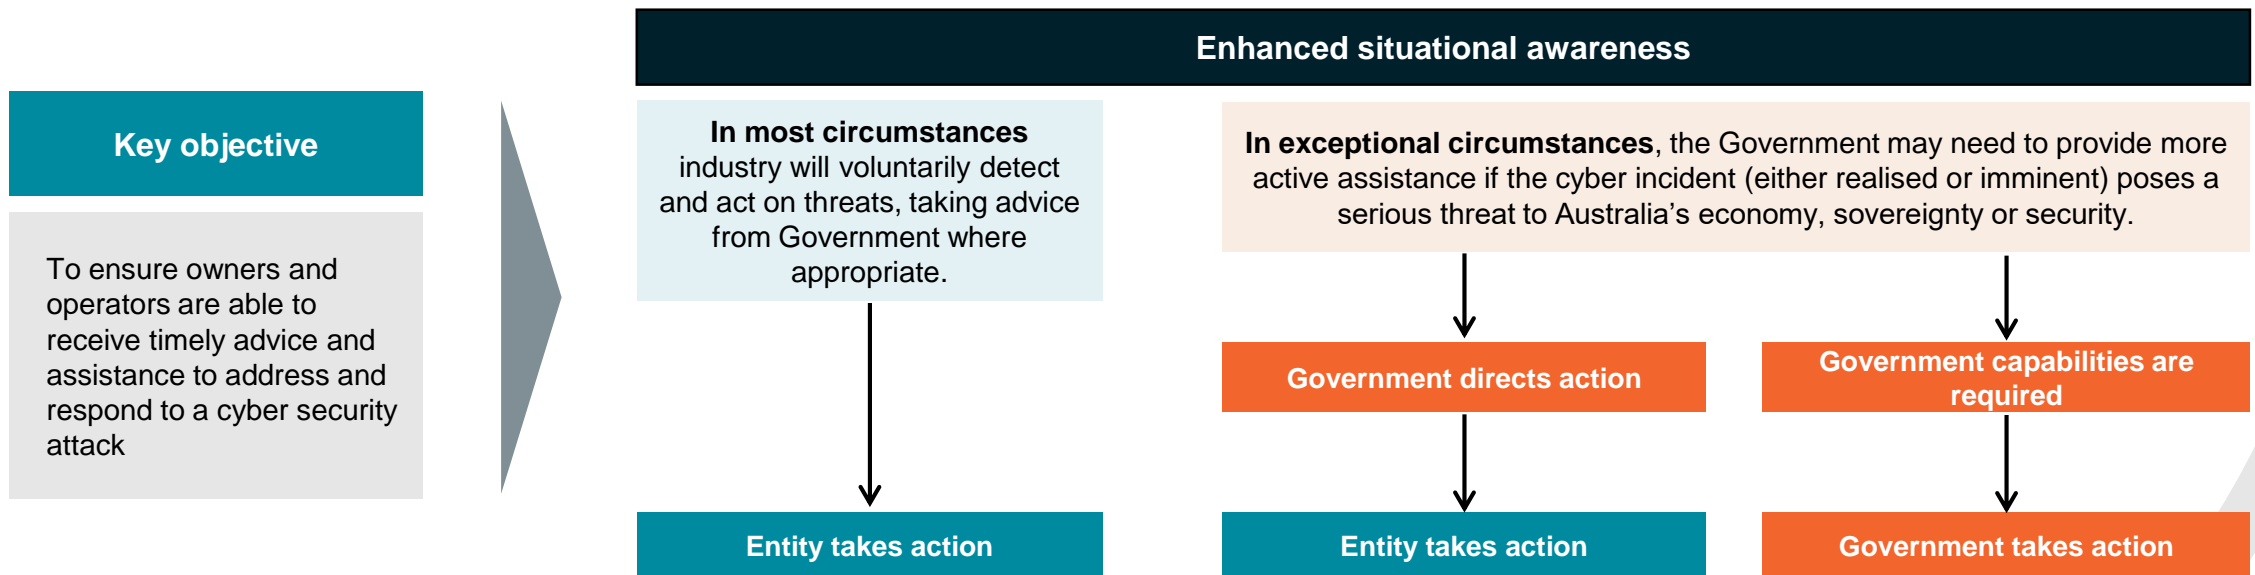 Enhanced situational awareness
Key objective
To ensure owners and
operators are able to
receive timely advice and
assistance to address and
respond to a cyber security
attack
In most circumstances
industry will voluntarily detect
and act on threats, taking advice
from Government where
appropriate.
In exceptional circumstances, the Government may need to provide more
active assistance if the cyber incident (either realised or imminent) poses a
serious threat to Australia’s economy, sovereignty or security.
Government directs action
Government capabilities are
required
Entity takes action
Entity takes action
Government takes action